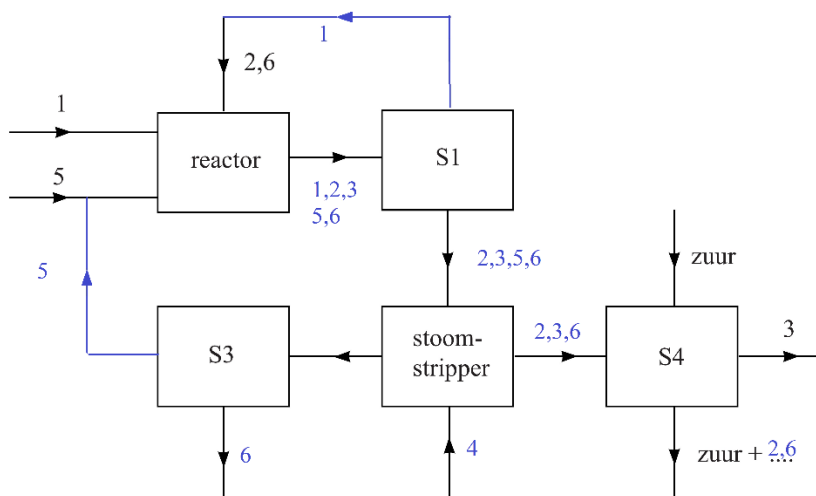 1
2,6
1
reactor
S1
5
1,2,3
5,6
2,3,5,6
zuur
5
S3
stoom-
stripper
2,3,6
S4
3
6
4
zuur + ....
2,6